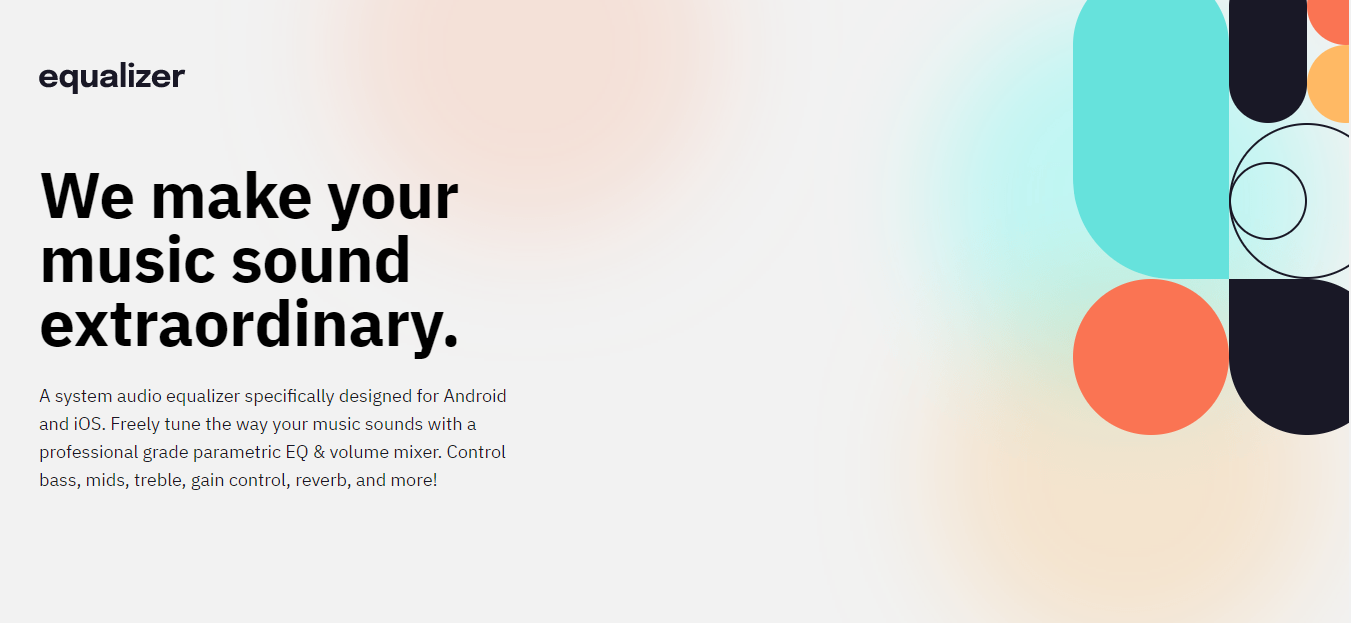 equalizer
We make your
music sound
extraordinary.
A system audio equalizer specifically designed for Android
and iOS. Freely tune the way your music sounds with a
professional grade parametric EQ & volume mixer. Control
bass, mids, treble, gain control, reverb, and more!